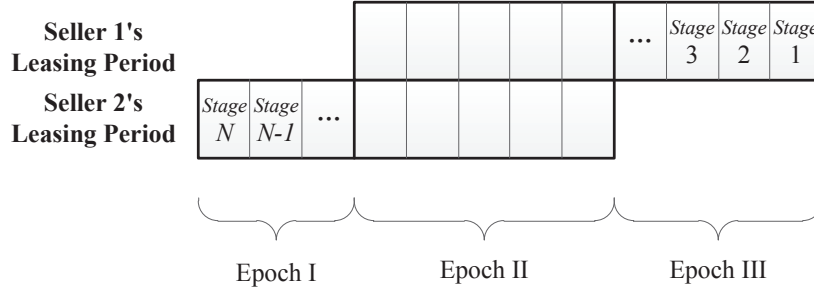 Seller 1's
Leasing Period
... Stage 3 Stage 2 Stage 1
Seller 2's
Leasing Period
Stage N Stage N-1 ...
Epoch I Epoch II Epoch III